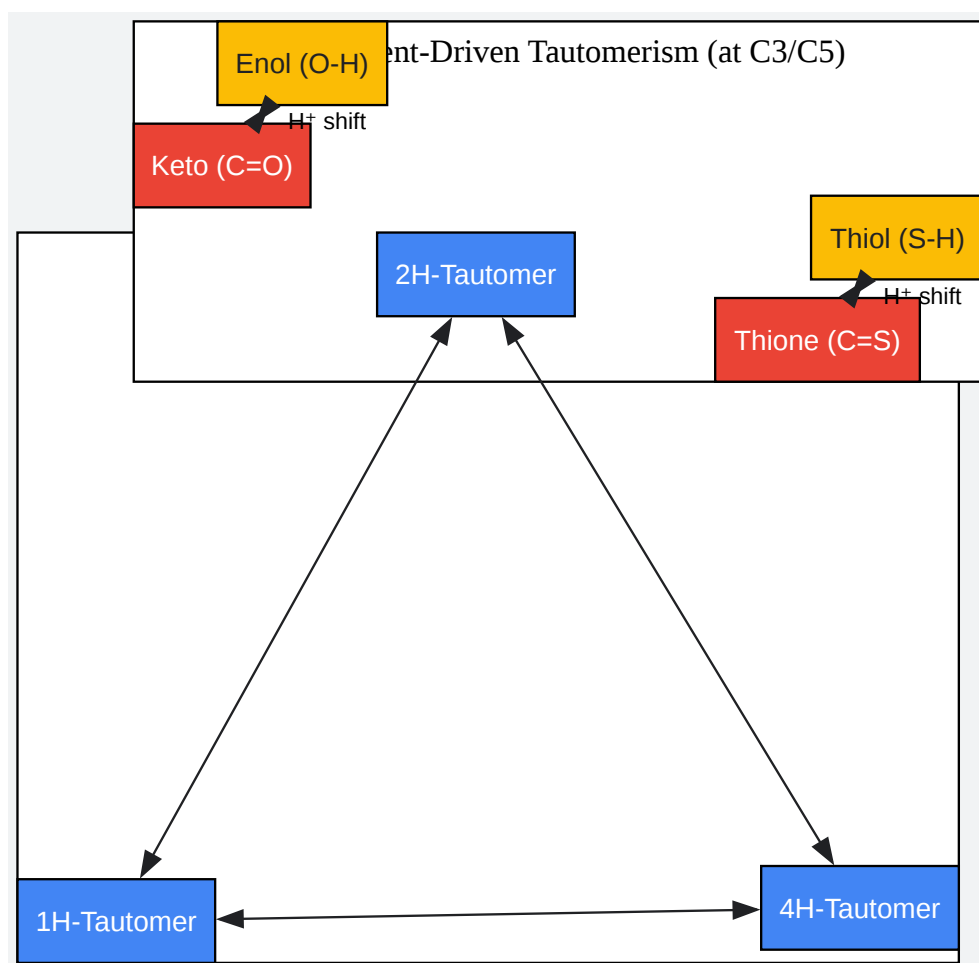 Enol (O-H)
ent-Driven Tautomerism (at C3/C5)
H⁺ shift
Keto (C=O)
Thiol (S-H)
2H-Tautomer
H⁺ shift
Thione (C=S)
1H-Tautomer
4H-Tautomer